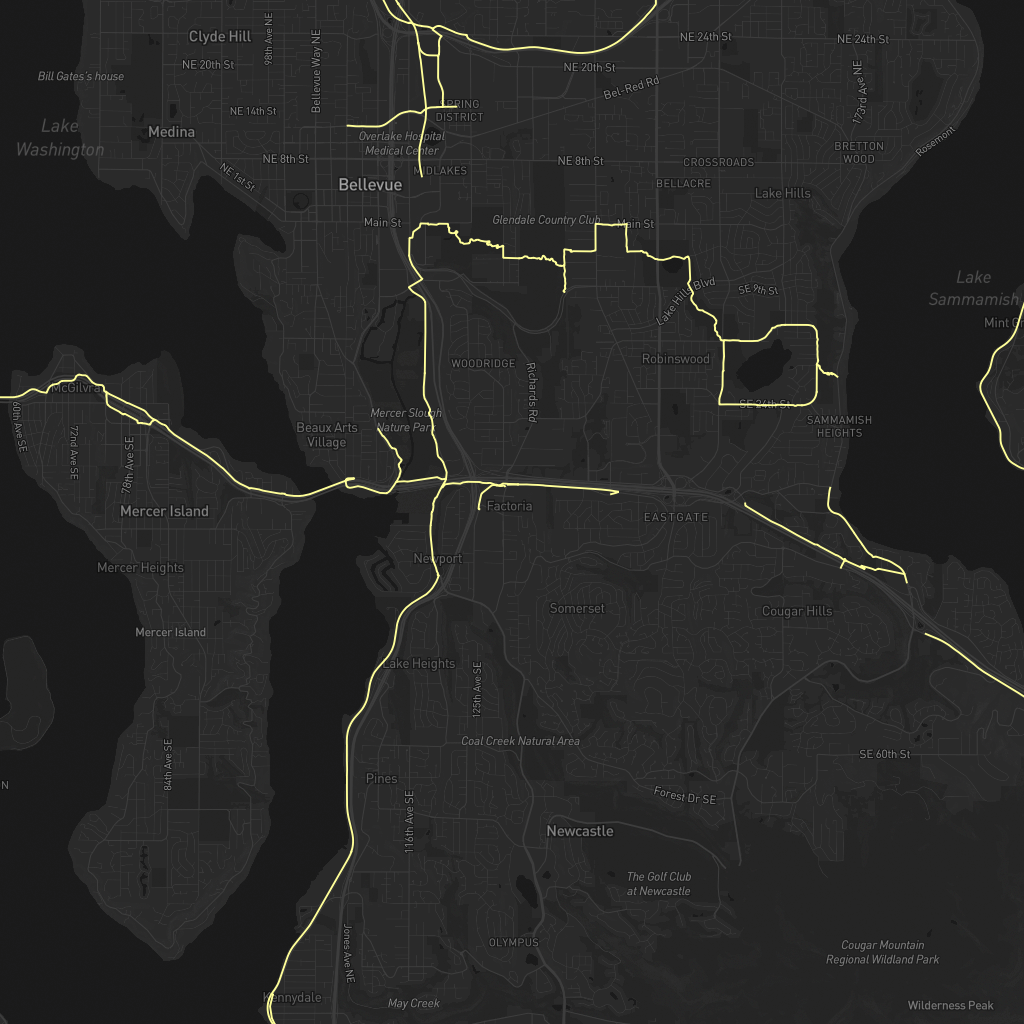 Clyde Hill
98th Ave NE
Bellevue Way NE
NE 24th St
NE 24th St
NE 20th St
NE 20th St
Bill Gates's house
Bel-Red Rd
173rd Ave NE
NE 14th St
SPRING
DISTRICT
Lake
Washington
Medina
Overlake Hospital
Medical Center
Rosemont
BRETTON
WOOD
NE 8th St
NE 8th St
CROSSROADS
MIDLAKES
NE 1st St
Bellevue
BELLACRE
Lake Hills
Main St
Glendale Country Club
Main St
Lake
Sammamish
SE 9th St
Lake Hills Blvd
Mint G
WOODRIDGE
Robinswood
Richards Rd
McGilvra
60th Ave SE
72nd Ave SE
78th Ave SE
SE 24th St
Mercer Slough
Nature Park
Beaux Arts
Village
SAMMAMISH
HEIGHTS
Mercer Island
Factoria
EASTGATE
Newport
Mercer Heights
Somerset
Cougar Hills
Mercer Island
Lake Heights
125th Ave SE
Coal Creek Natural Area
84th Ave SE
SE 60th St
N
Pines
116th Ave SE
Forest Dr SE
Newcastle
The Golf Club
at Newcastle
OLYMPUS
Jones Ave NE
Cougar Mountain
Regional Wildland Park
Kennydale
May Creek
Wilderness Peak